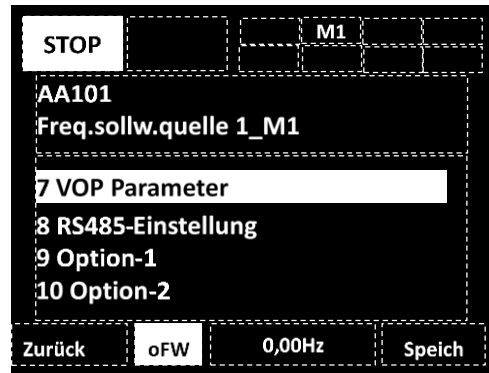 STOP M1
AA101
Freq.sollw.quelle 1_M1
7 VOP Parameter
8 RS485-Einstellung
9 Option-1
10 Option-2
Zurück oFW 0,00Hz Speich